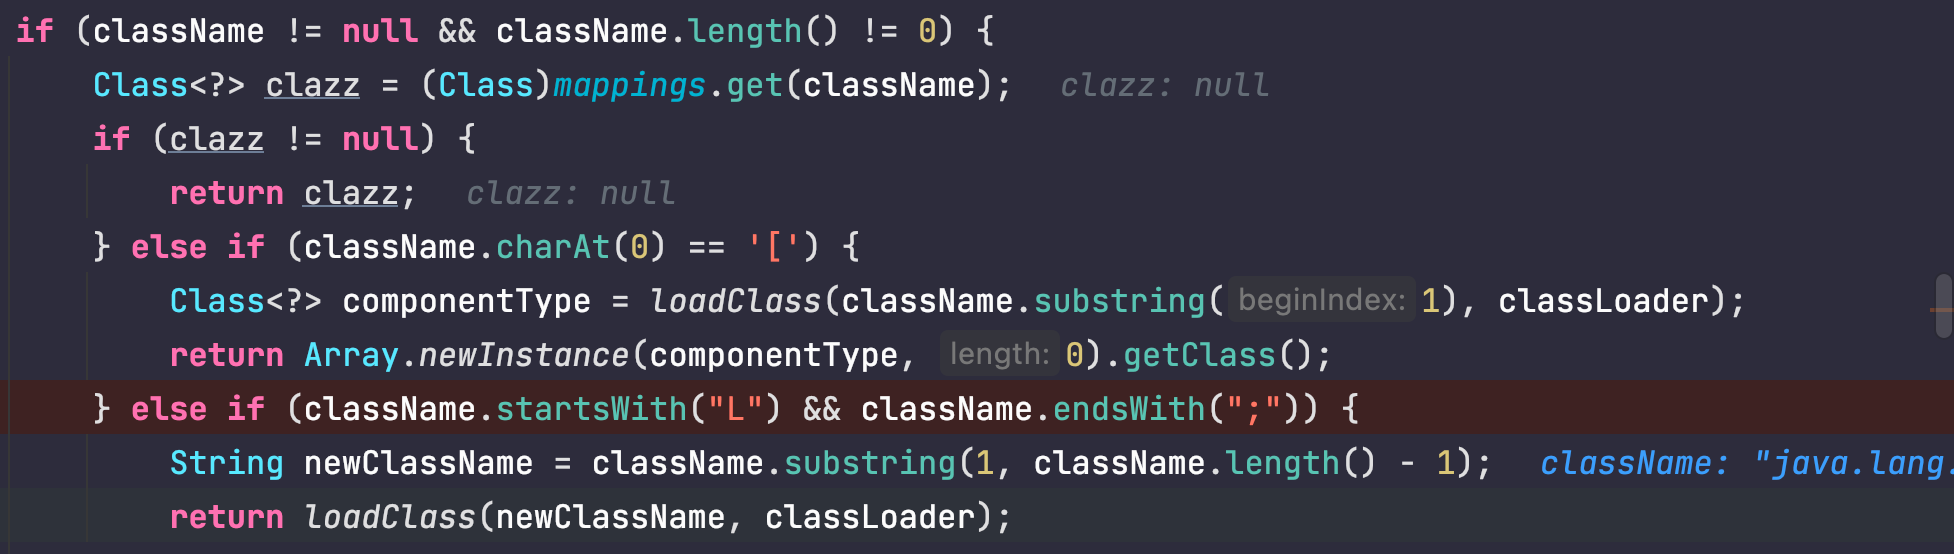 if (className != null && className.length() != 0) {
Class<?> clazz = (Class)mappings.get(className); clazz: null
if (clazz != null) {
return clazz; clazz: null
} else if (className.charAt(0) == '[') {
Class<?> componentType = loadClass(className.substring( beginIndex: 1), classLoader);
return Array.newInstance(componentType, length: 0).getClass();
} else if (className.startsWith("L") && className.endsWith(";")) {
String newClassName = className.substring(1, className.length() - 1); className: "java.lang.
return loadClass(newClassName, classLoader);